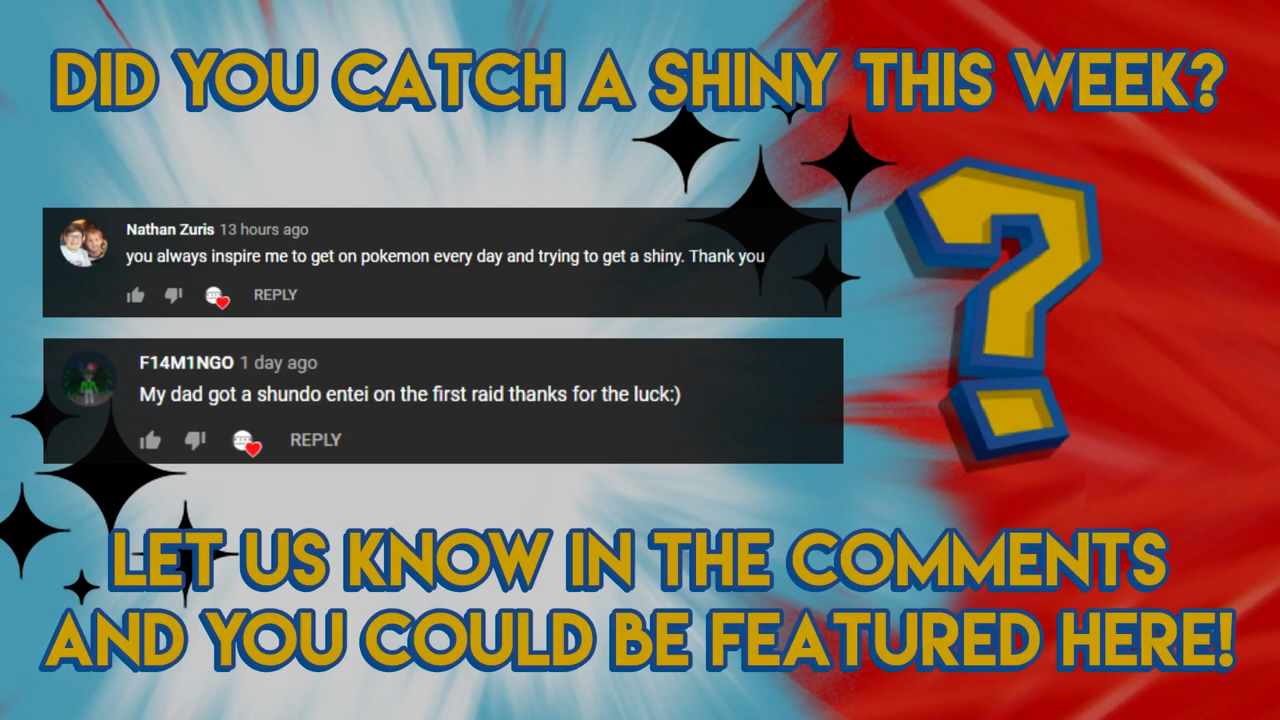 DID YOU CATCH A SHINY THIS WEEK?
Nathan Zuris 13 hours ago
you always inspire me to get on pokemon every day and trying to get a shiny. Thank you
REPLY
F14M1NGO 1 day ago
My dad got a shundo entei on the first raid thanks for the luck:)
REPLY
?
LET US KNOW IN THE COMMENTS
AND YOU COULD BE FEATURED HERE!